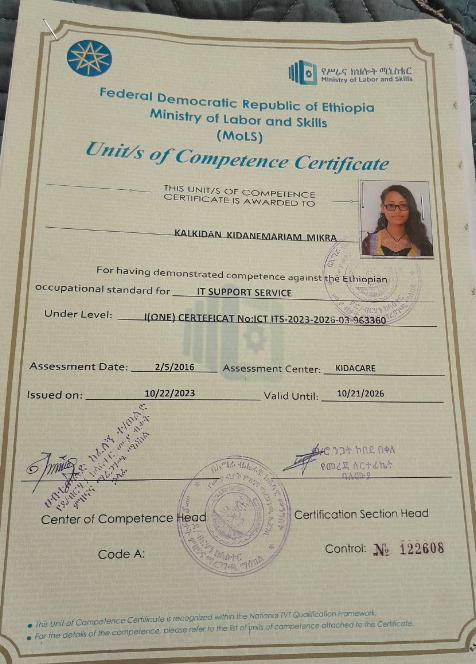 የሥራና ክህሎት ሚኒስቴር
Ministry of Labor and Skills
Federal Democratic Republic of Ethiopia
Ministry of Labor and Skills
(MoLS)
Unit/s of Competence Certificate
THIS UNIT/S OF COMPETENCE
CERTIFICATE IS AWARDED TO
KALKIDAN KIDANEMARIAM MIKRA
For having demonstrated competence against the Ethiopian
occupational standard for IT SUPPORT SERVICE
Under Level: I(ONE) CERTEFICAT No:ICT ITS-2023-2026-03-963360
Assessment Date: 2/5/2016 Assessment Center: KIDACARE
Issued on: 10/22/2023 Valid Until: 10/21/2026
Center of Competence Head Certification Section Head
Code A: Control: № 122608
The Unit of Competence Certificate is recognized within the National TVT Qualification Framework.
For the details of the competence, please refer to the list of units of competence attached to the Certificate.